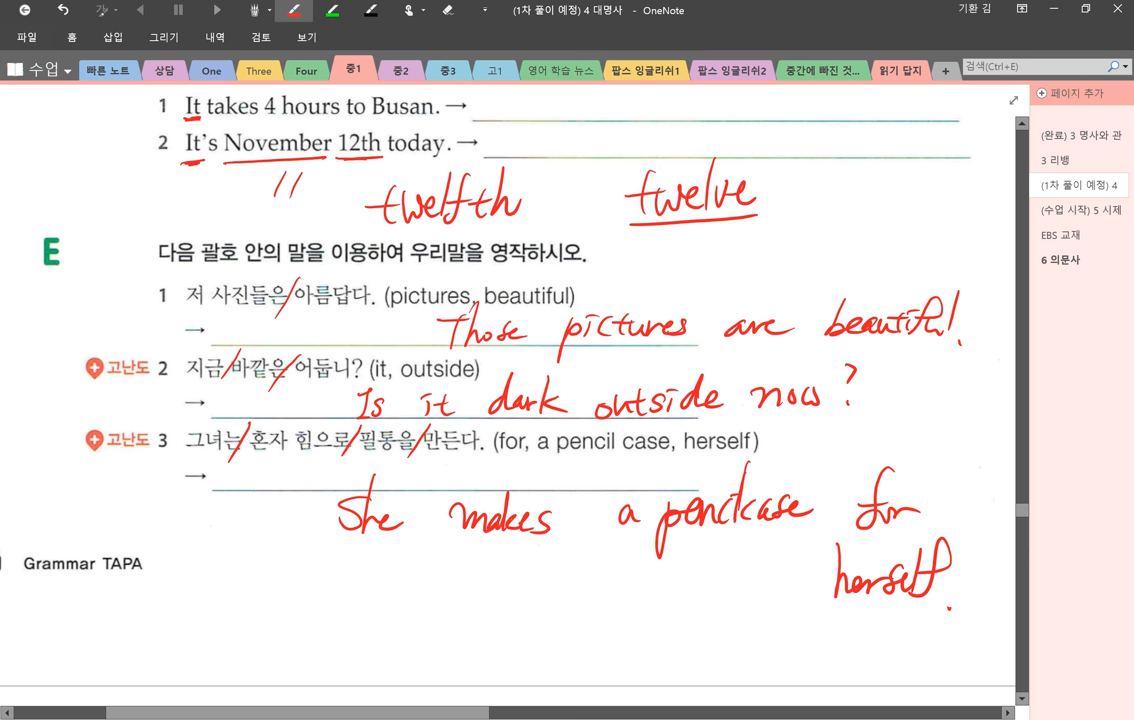 (1차 풀이 예정) 4 대명사 - OneNote
기환 김
파일 홈 삽입 그리기 내역 검토 보기
수업 빠른 노트 상담 One Three Four 중1 중2 중3 고1 영어 학습 뉴스 팝스 잉글리쉬1 팝스 잉글리쉬2 중간에 빠진 것... 읽기 답지 + 검색(Ctrl+E)
페이지 추가
(완료) 3 명사와 관
3 리뱅
(1차 풀이 예정) 4
(수업 시작) 5 시제
EBS 교재
6 의문사
1 It takes 4 hours to Busan. →
2 It's November 12th today. →
twelfth twelve
E 다음 괄호 안의 말을 이용하여 우리말을 영작하시오.
1 저 사진들은 아름답다. (pictures, beautiful)
→ Those pictures are beautiful!
고난도 2 지금 바깥은 어둡니? (it, outside)
→ Is it dark outside now?
고난도 3 그녀는 혼자 힘으로 필통을 만든다. (for, a pencil case, herself)
→ She makes a pencilcase for
herself.
Grammar TAPA